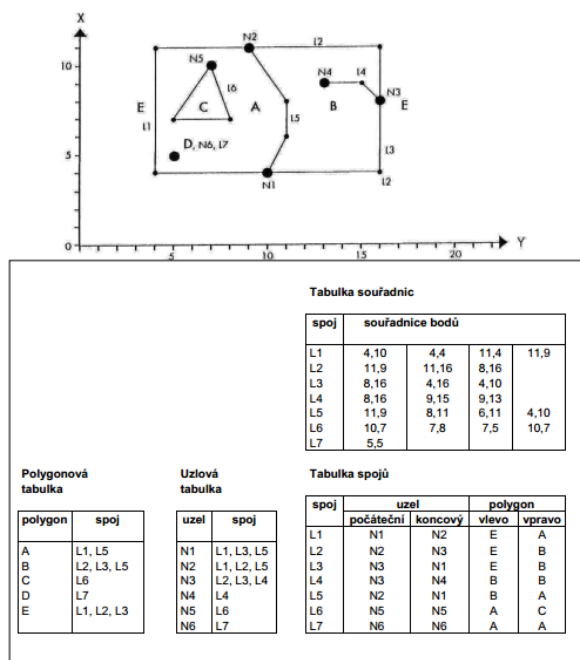 X
N2
L2
10
N5
N4
L4
L6
N3
E
C
A
B
E
L1
L5
D, N6, L7
5
L3
N1
L2
0
Y
5
10
15
20
Tabulka souřadnic
spoj souřadnice bodů
L1 4,10 4,4 11,4 11,9
L2 11,9 11,16 8,16
L3 8,16 4,16 4,10
L4 8,16 9,15 9,13
L5 11,9 8,11 6,11 4,10
L6 10,7 7,8 7,5 10,7
L7 5,5
Polygonová
tabulka
polygon spoj
A L1, L5
B L2, L3, L5
C L6
D L7
E L1, L2, L3
Uzlová
tabulka
uzel spoj
N1 L1, L3, L5
N2 L1, L2, L5
N3 L2, L3, L4
N4 L4
N5 L6
N6 L7
Tabulka spojů
spoj uzel polygon
počáteční koncový vlevo vpravo
L1 N1 N2 E A
L2 N2 N3 E B
L3 N3 N1 E B
L4 N3 N4 B B
L5 N2 N1 B A
L6 N5 N5 A C
L7 N6 N6 A A